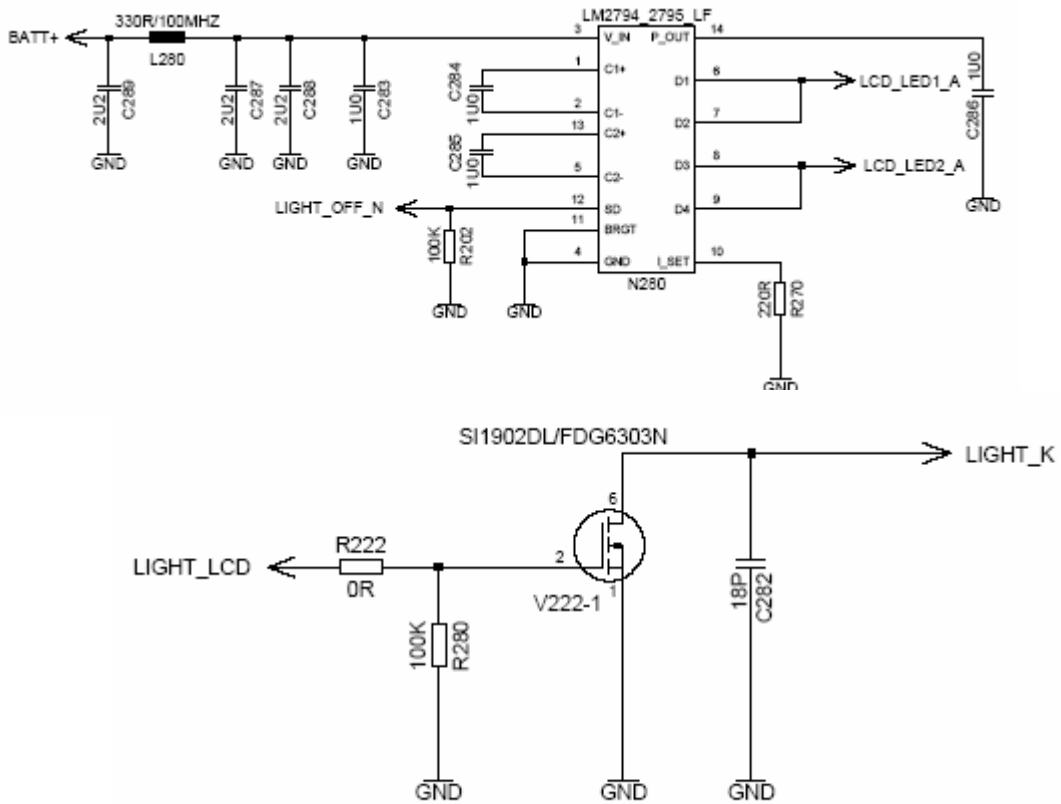 LM2794_2795_LF
330R/100MHZ
BATT+
L280
3 V_IN P_OUT 14
2U2 C289
2U2 C287
2U2 C288
1U0 C283
GND
GND
GND
GND
C284 1U0
1 C1+
2 C1-
C285 1U0
13 C2+
5 C2-
D1 6
D2 7
LCD_LED1_A
D3 8
D4 9
LCD_LED2_A
1U0 C286
GND
LIGHT_OFF_N
12 SD
11 BRGT
4 GND I_SET 10
N280
100K R202
GND
GND
220R R270
GND
SI1902DL/FDG6303N
LIGHT_K
6
LIGHT_LCD
R222
0R
2
1
V222-1
18P C282
100K R280
GND
GND
GND